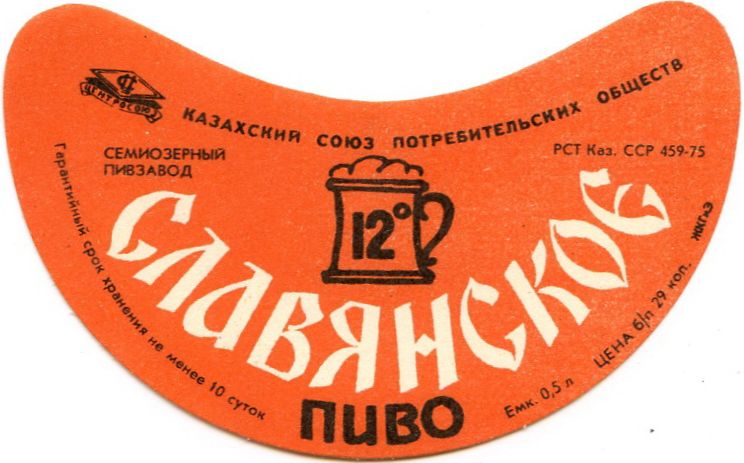 ЦЕНТРОСОЮЗ
КАЗАХСКИЙ СОЮЗ ПОТРЕБИТЕЛЬСКИХ ОБЩЕСТВ
СЕМИОЗЕРНЫЙ
ПИВЗАВОД
РСТ Каз. ССР 459-75
12°
СЛАВЯНСКОЕ
ПИВО
Гарантийный срок хранения не менее 10 суток
Емк. 0,5 л
ЦЕНА б/п 29 коп.